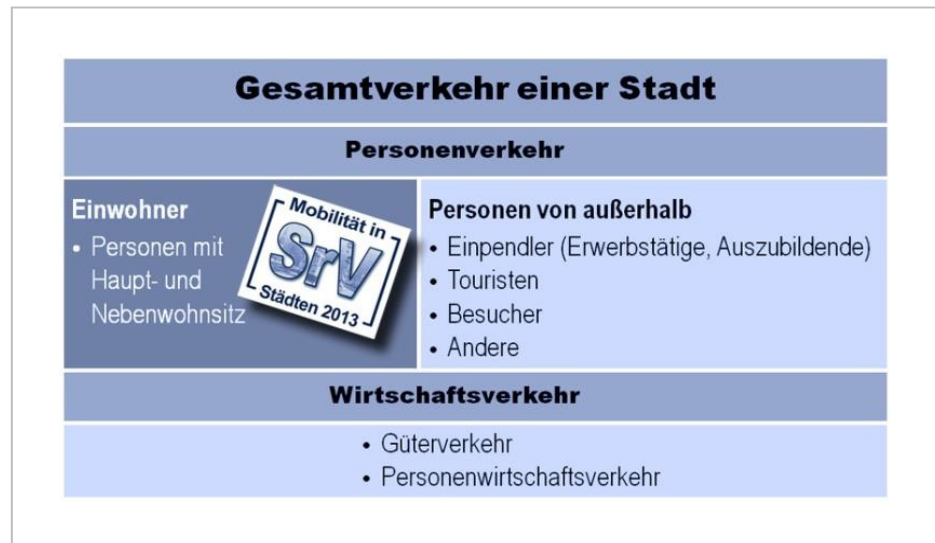 Gesamtverkehr einer Stadt
Personenverkehr
Einwohner
• Personen mit
Haupt- und
Nebenwohnsitz
Mobilität in
SrV
Städten 2013
Personen von außerhalb
• Einpendler (Erwerbstätige, Auszubildende)
• Touristen
• Besucher
• Andere
Wirtschaftsverkehr
• Güterverkehr
• Personenwirtschaftsverkehr